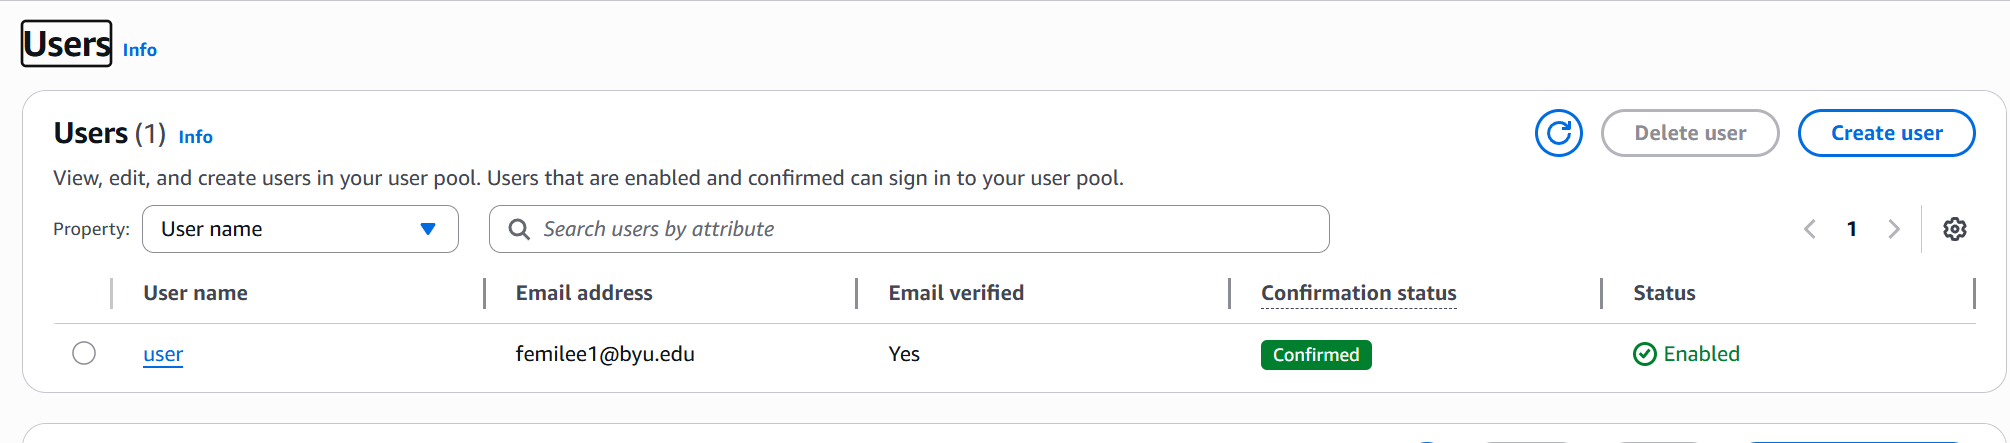 Users Info
Users (1) Info
Delete user
Create user
View, edit, and create users in your user pool. Users that are enabled and confirmed can sign in to your user pool.
Property: User name Search users by attribute 1
User name Email address Email verified Confirmation status Status
user femilee1@byu.edu Yes Confirmed Enabled